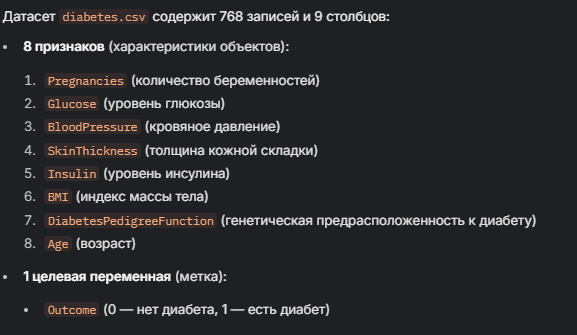 Датасет diabetes.csv содержит 768 записей и 9 столбцов:
• 8 признаков (характеристики объектов):
1. Pregnancies (количество беременностей)
2. Glucose (уровень глюкозы)
3. BloodPressure (кровяное давление)
4. SkinThickness (толщина кожной складки)
5. Insulin (уровень инсулина)
6. BMI (индекс массы тела)
7. DiabetesPedigreeFunction (генетическая предрасположенность к диабету)
8. Age (возраст)
• 1 целевая переменная (метка):
• Outcome (0 — нет диабета, 1 — есть диабет)